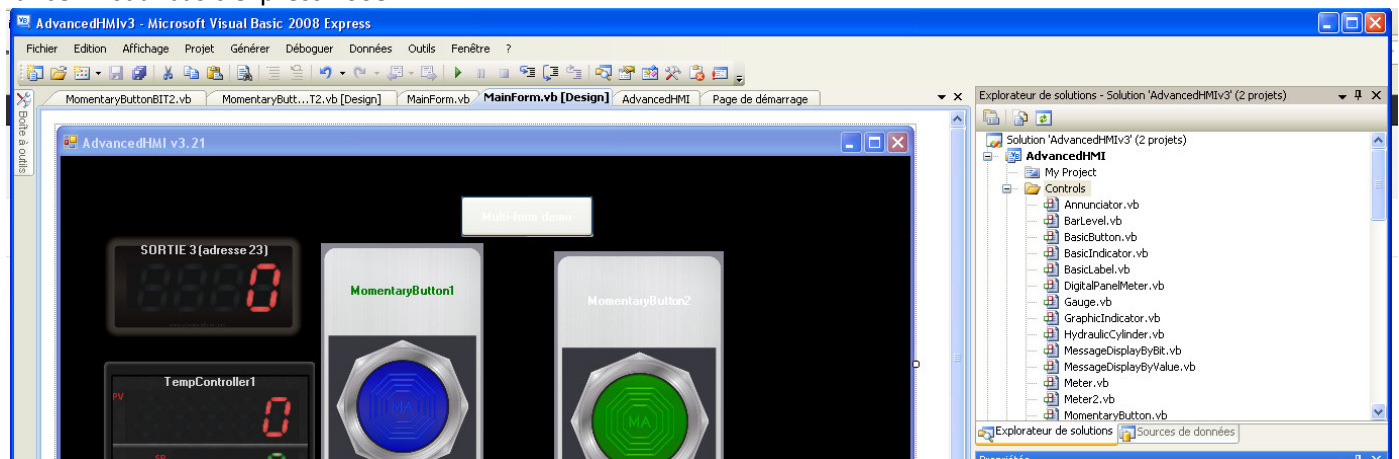 AdvancedHMIv3 - Microsoft Visual Basic 2008 Express
Fichier Edition Affichage Projet Générer Déboguer Données Outils Fenêtre ?
MomentaryButtonBIT2.vb MomentaryButt...T2.vb [Design] MainForm.vb MainForm.vb [Design] AdvancedHMI Page de démarrage
Boîte à outils
AdvancedHMI v3.21
Multi-form demo
SORTIE 3 (adresse 23)
0
MomentaryButton1
MomentaryButton2
MA
MA
TempController1
PV
0
SP
Explorateur de solutions - Solution 'AdvancedHMIv3' (2 projets)
Solution 'AdvancedHMIv3' (2 projets)
AdvancedHMI
My Project
Controls
Annunciator.vb
BarLevel.vb
BasicButton.vb
BasicIndicator.vb
BasicLabel.vb
DigitalPanelMeter.vb
Gauge.vb
GraphicIndicator.vb
HydraulicCylinder.vb
MessageDisplayByBit.vb
MessageDisplayByValue.vb
Meter.vb
Meter2.vb
MomentaryButton.vb
Explorateur de solutions Sources de données